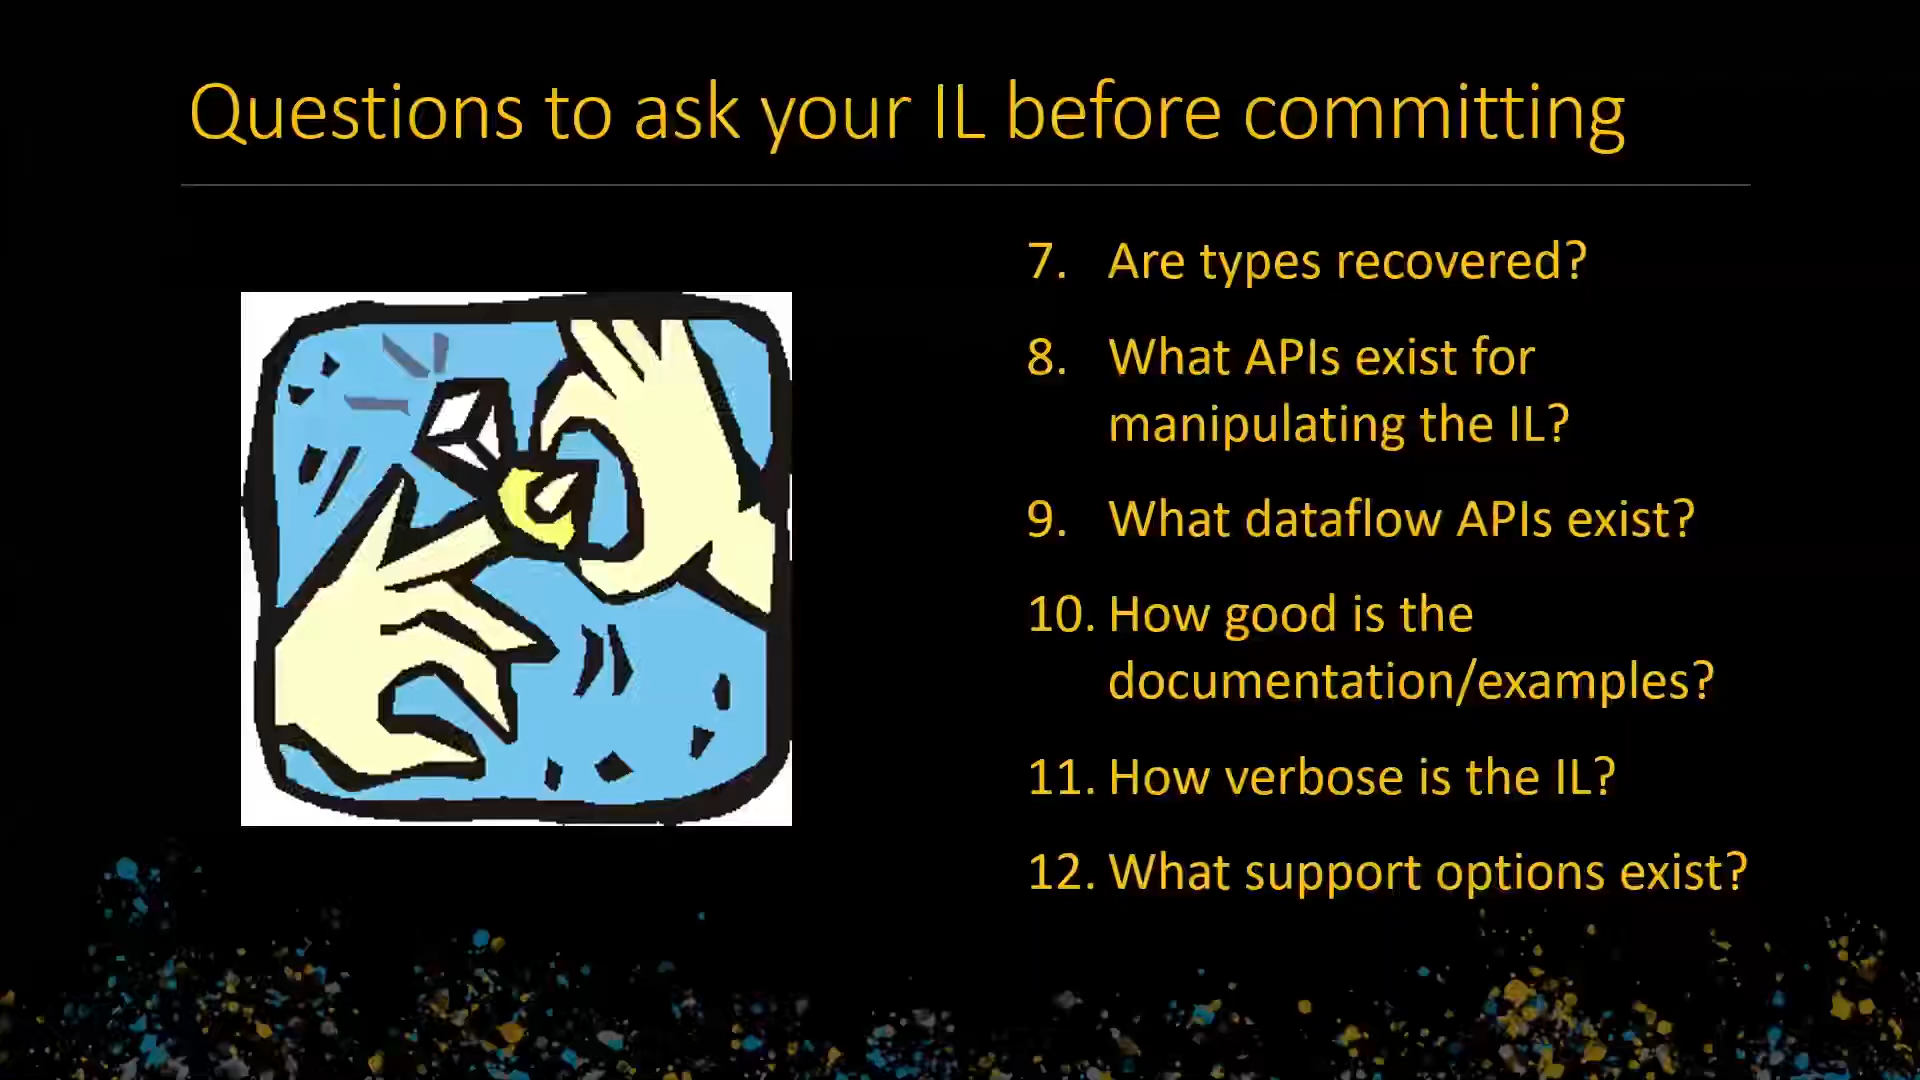 Questions to ask your IL before committing
7. Are types recovered?
8. What APIs exist for
manipulating the IL?
9. What dataflow APIs exist?
10. How good is the
documentation/examples?
11. How verbose is the IL?
12. What support options exist?